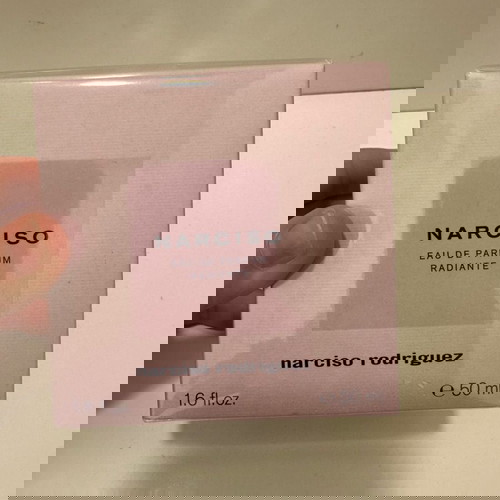 NARCISO
EAU DE PARFUM
RADIANTE
narciso rodriguez
1.6 fl.oz. ℮50 ml